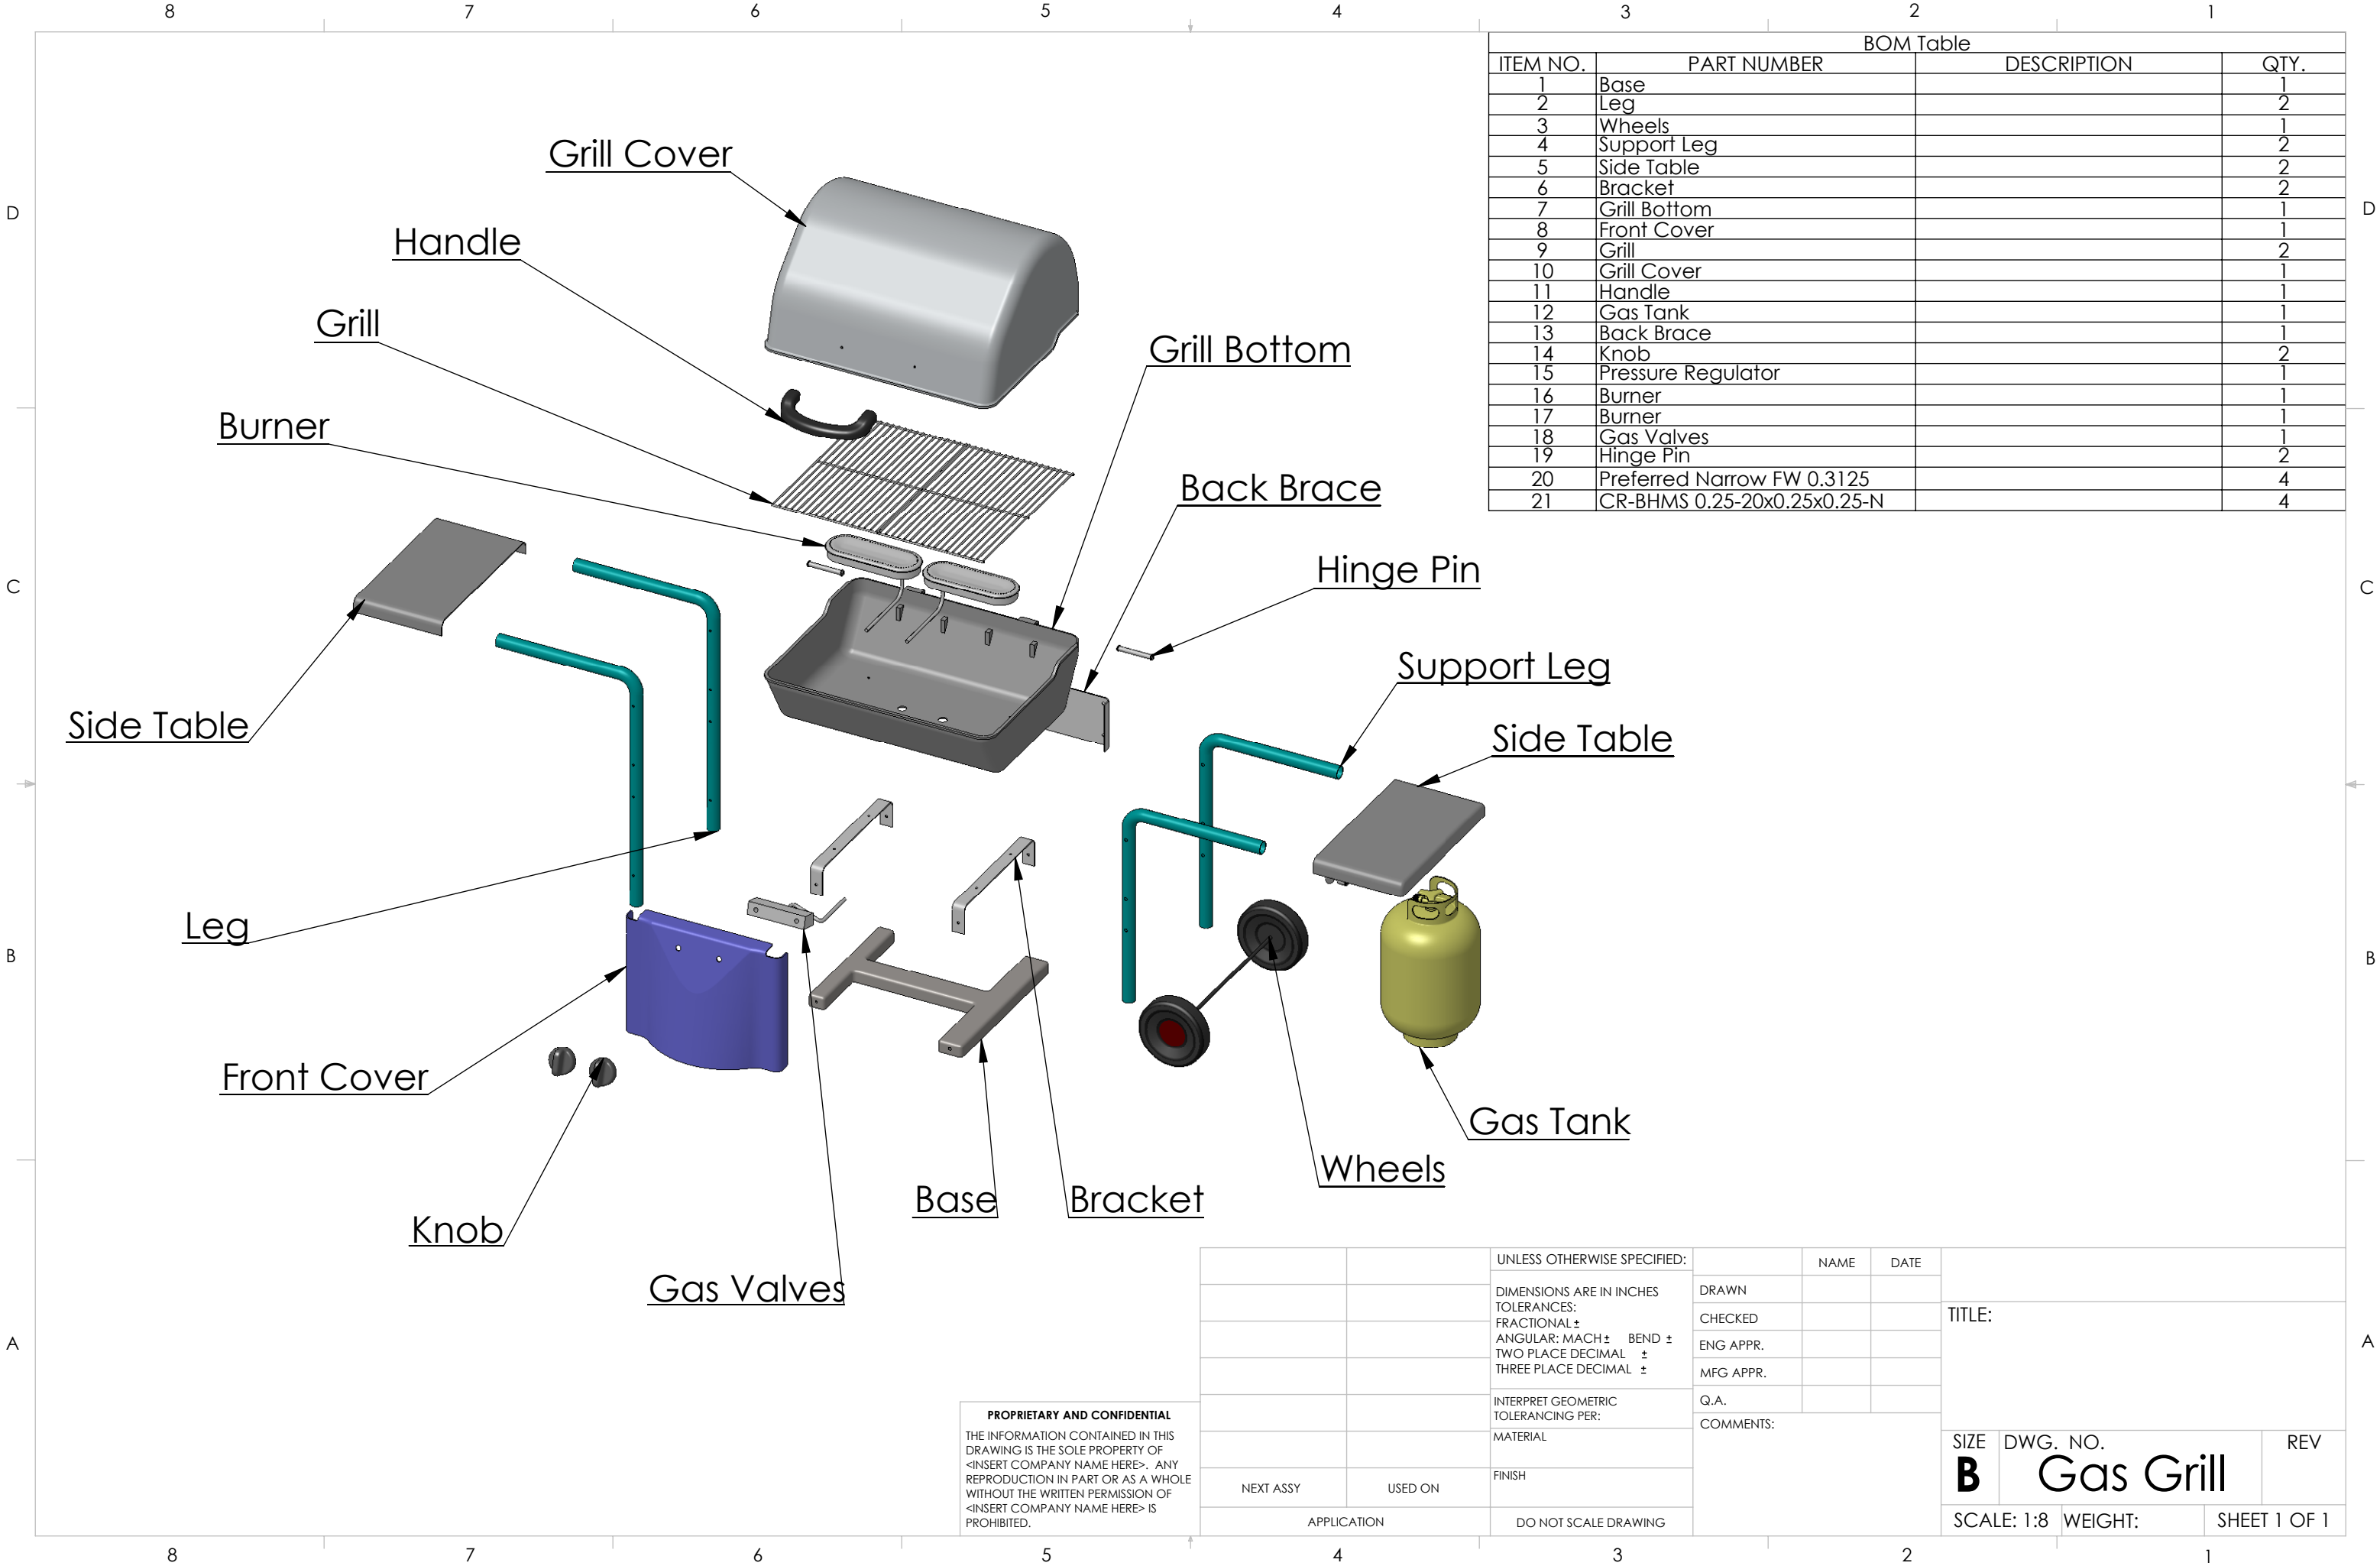 8 7 6 5 4 3 2 1
BOM Table
ITEM NO. PART NUMBER DESCRIPTION QTY.
1 Base 1
2 Leg 2
3 Wheels 1
4 Support Leg 2
5 Side Table 2
6 Bracket 2
7 Grill Bottom 1
8 Front Cover 1
9 Grill 2
10 Grill Cover 1
11 Handle 1
12 Gas Tank 1
13 Back Brace 1
14 Knob 2
15 Pressure Regulator 1
16 Burner 1
17 Burner 1
18 Gas Valves 1
19 Hinge Pin 2
20 Preferred Narrow FW 0.3125 4
21 CR-BHMS 0.25-20x0.25x0.25-N 4
D D
Grill Cover
Handle
Grill
Grill Bottom
Burner
Back Brace
Hinge Pin
C C
Support Leg
Side Table
Side Table
Leg
B B
Front Cover
Gas Tank
Wheels
Base
Bracket
Knob
Gas Valves
A A
PROPRIETARY AND CONFIDENTIAL
THE INFORMATION CONTAINED IN THIS
DRAWING IS THE SOLE PROPERTY OF
<INSERT COMPANY NAME HERE>. ANY
REPRODUCTION IN PART OR AS A WHOLE
WITHOUT THE WRITTEN PERMISSION OF
<INSERT COMPANY NAME HERE> IS
PROHIBITED.
NEXT ASSY USED ON
APPLICATION
UNLESS OTHERWISE SPECIFIED:
DIMENSIONS ARE IN INCHES
TOLERANCES:
FRACTIONAL ±
ANGULAR: MACH ± BEND ±
TWO PLACE DECIMAL ±
THREE PLACE DECIMAL ±
INTERPRET GEOMETRIC
TOLERANCING PER:
MATERIAL
FINISH
DO NOT SCALE DRAWING
NAME DATE
DRAWN
CHECKED
ENG APPR.
MFG APPR.
Q.A.
COMMENTS:
TITLE:
SIZE DWG. NO. REV
B Gas Grill
SCALE: 1:8 WEIGHT: SHEET 1 OF 1
8 7 6 5 4 3 2 1